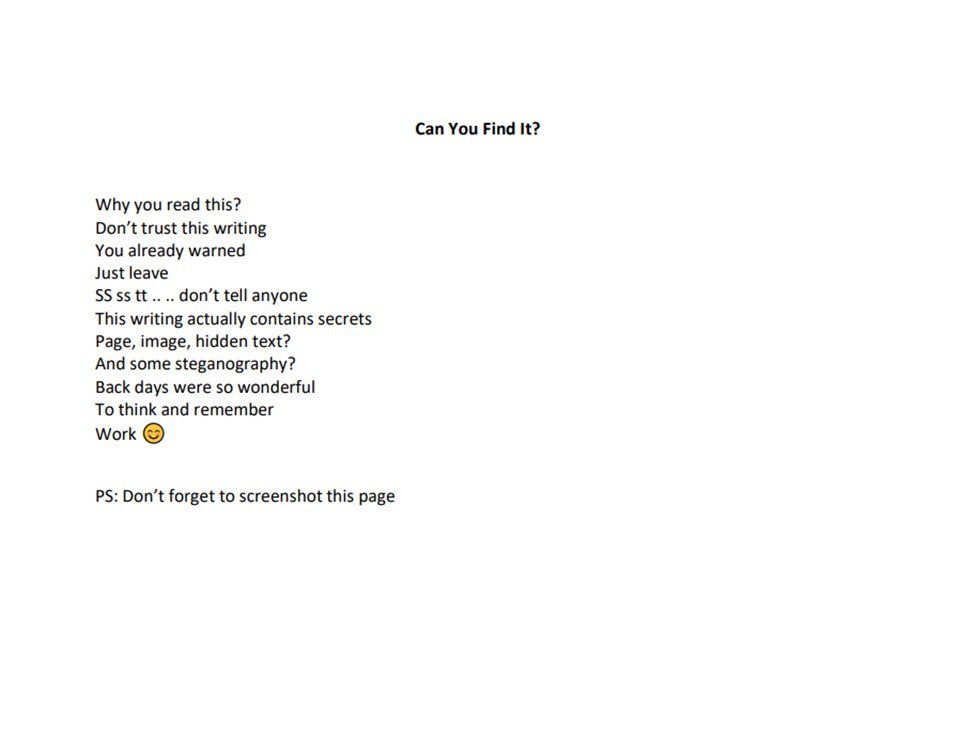 Can You Find It?
Why you read this?
Don’t trust this writing
You already warned
Just leave
SS ss tt .. .. don’t tell anyone
This writing actually contains secrets
Page, image, hidden text?
And some steganography?
Back days were so wonderful
To think and remember
Work 😊
PS: Don’t forget to screenshot this page